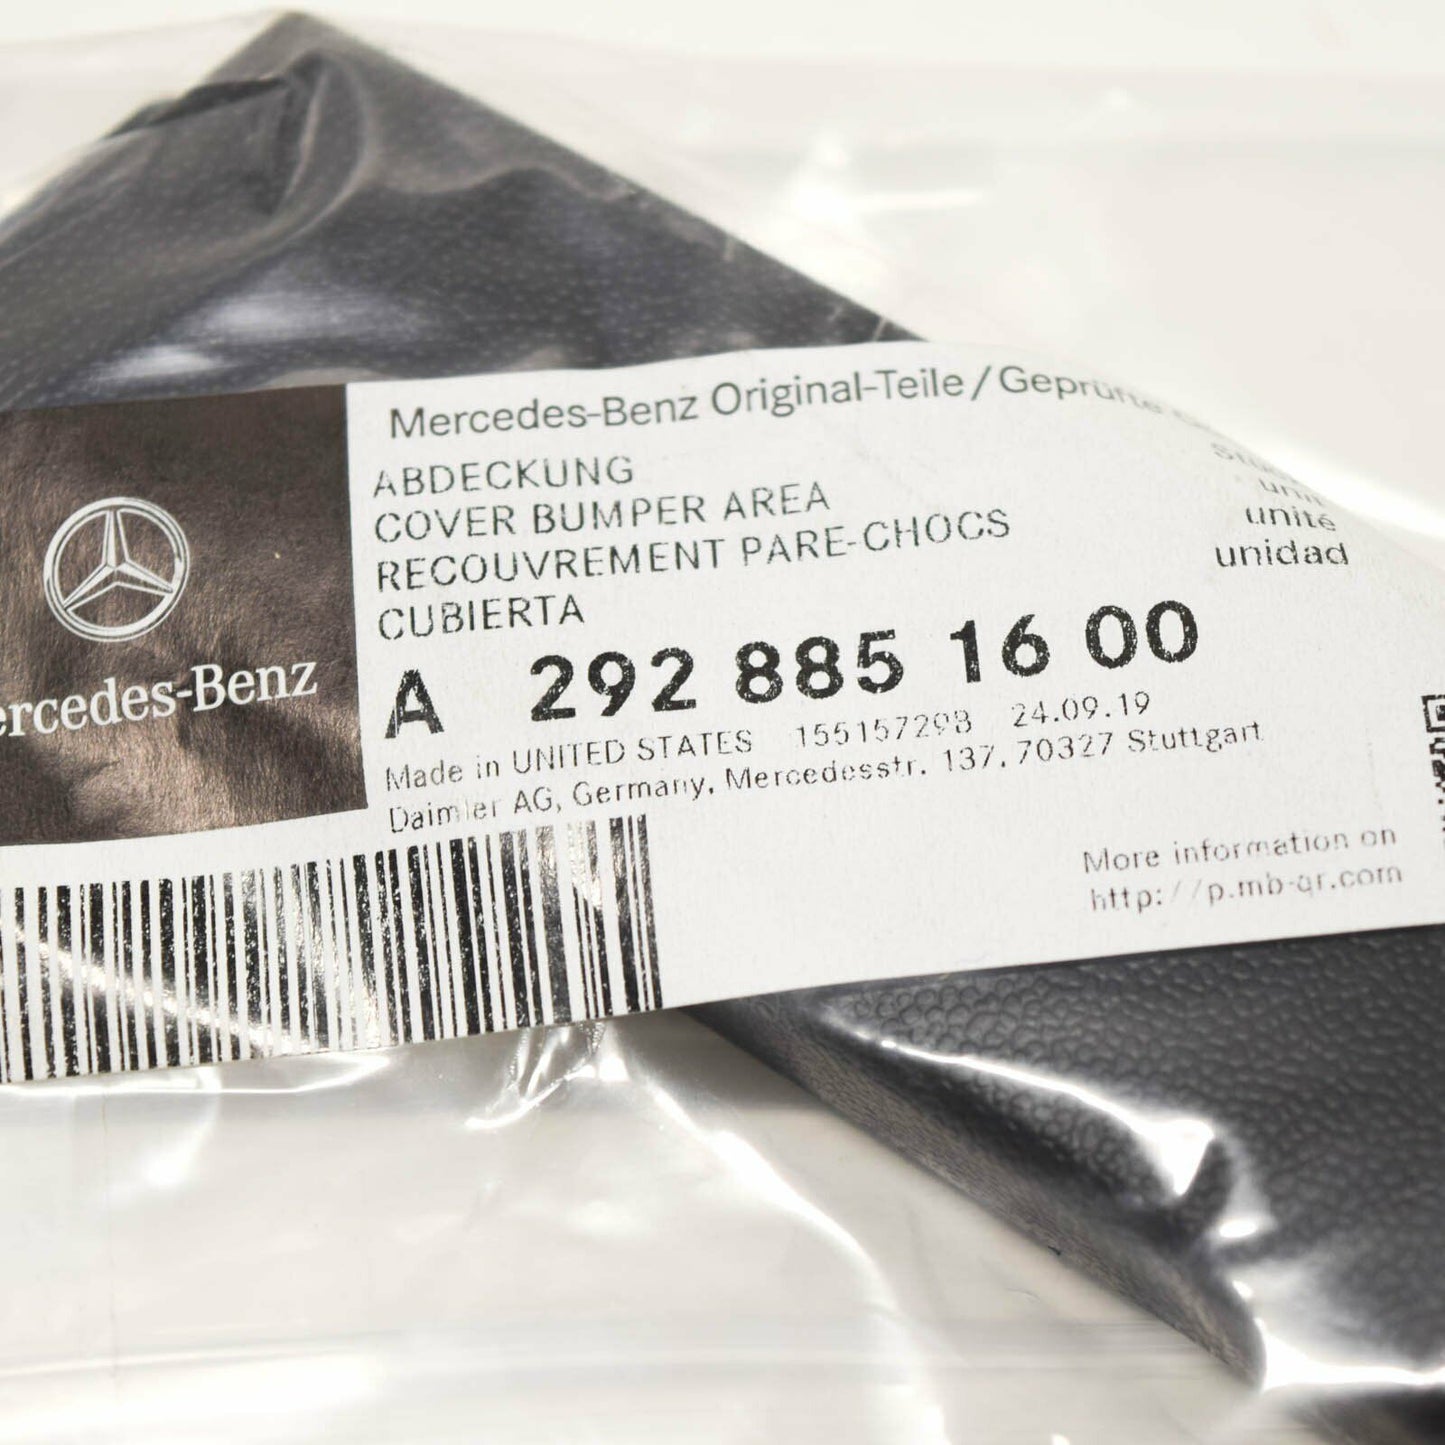 Mercedes-Benz Original-Teile / Geprüfte
ABDECKUNG
COVER BUMPER AREA
RECOUVREMENT PARE-CHOCS
CUBIERTA
unit
unité
unidad
A 292 885 16 00
Made in UNITED STATES 155157298 24.09.19
Daimler AG, Germany, Mercedesstr. 137, 70327 Stuttgart
More information on
http://p.mb-qr.com
ercedes-Benz